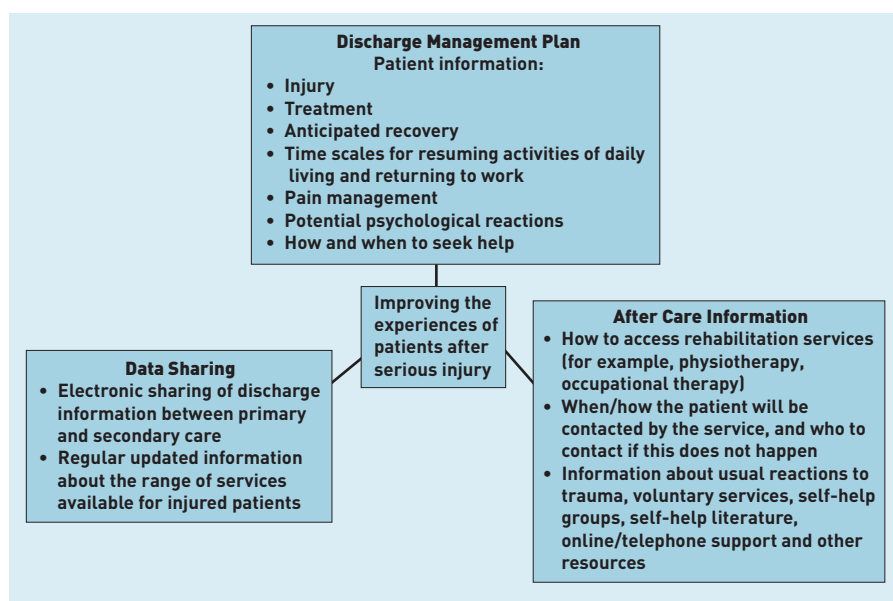 Discharge Management Plan
Patient information:
• Injury
• Treatment
• Anticipated recovery
• Time scales for resuming activities of daily
living and returning to work
• Pain management
• Potential psychological reactions
• How and when to seek help
Improving the
experiences of
patients after
serious injury
Data Sharing
• Electronic sharing of discharge
information between primary
and secondary care
• Regular updated information
about the range of services
available for injured patients
After Care Information
• How to access rehabilitation services
(for example, physiotherapy,
occupational therapy)
• When/how the patient will be
contacted by the service, and who to
contact if this does not happen
• Information about usual reactions to
trauma, voluntary services, self-help
groups, self-help literature,
online/telephone support and other
resources